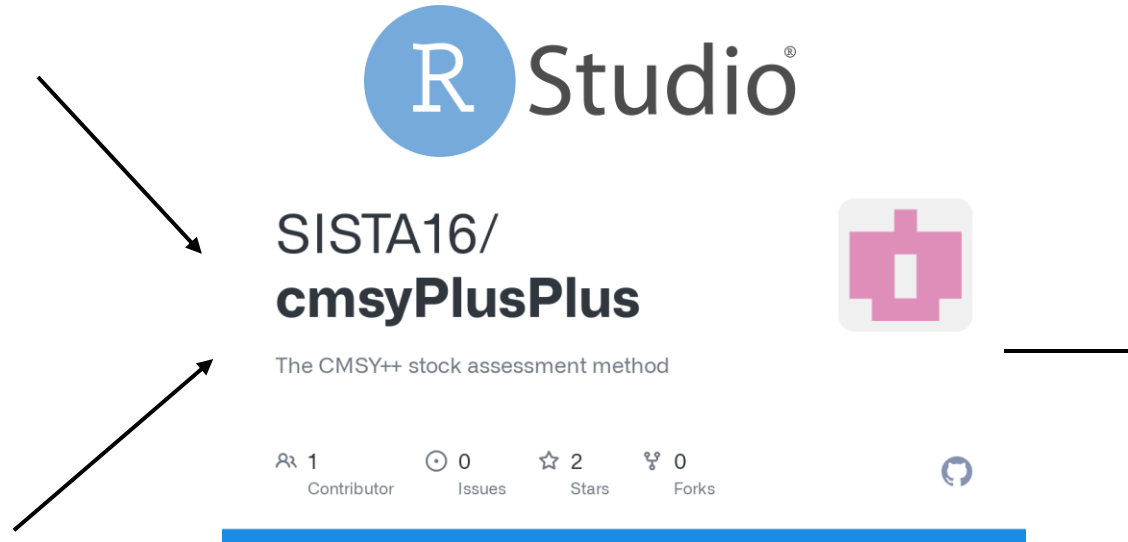 R Studio®
SISTA16/
cmsyPlusPlus
The CMSY++ stock assessment method
1 0 2 0
Contributor Issues Stars Forks